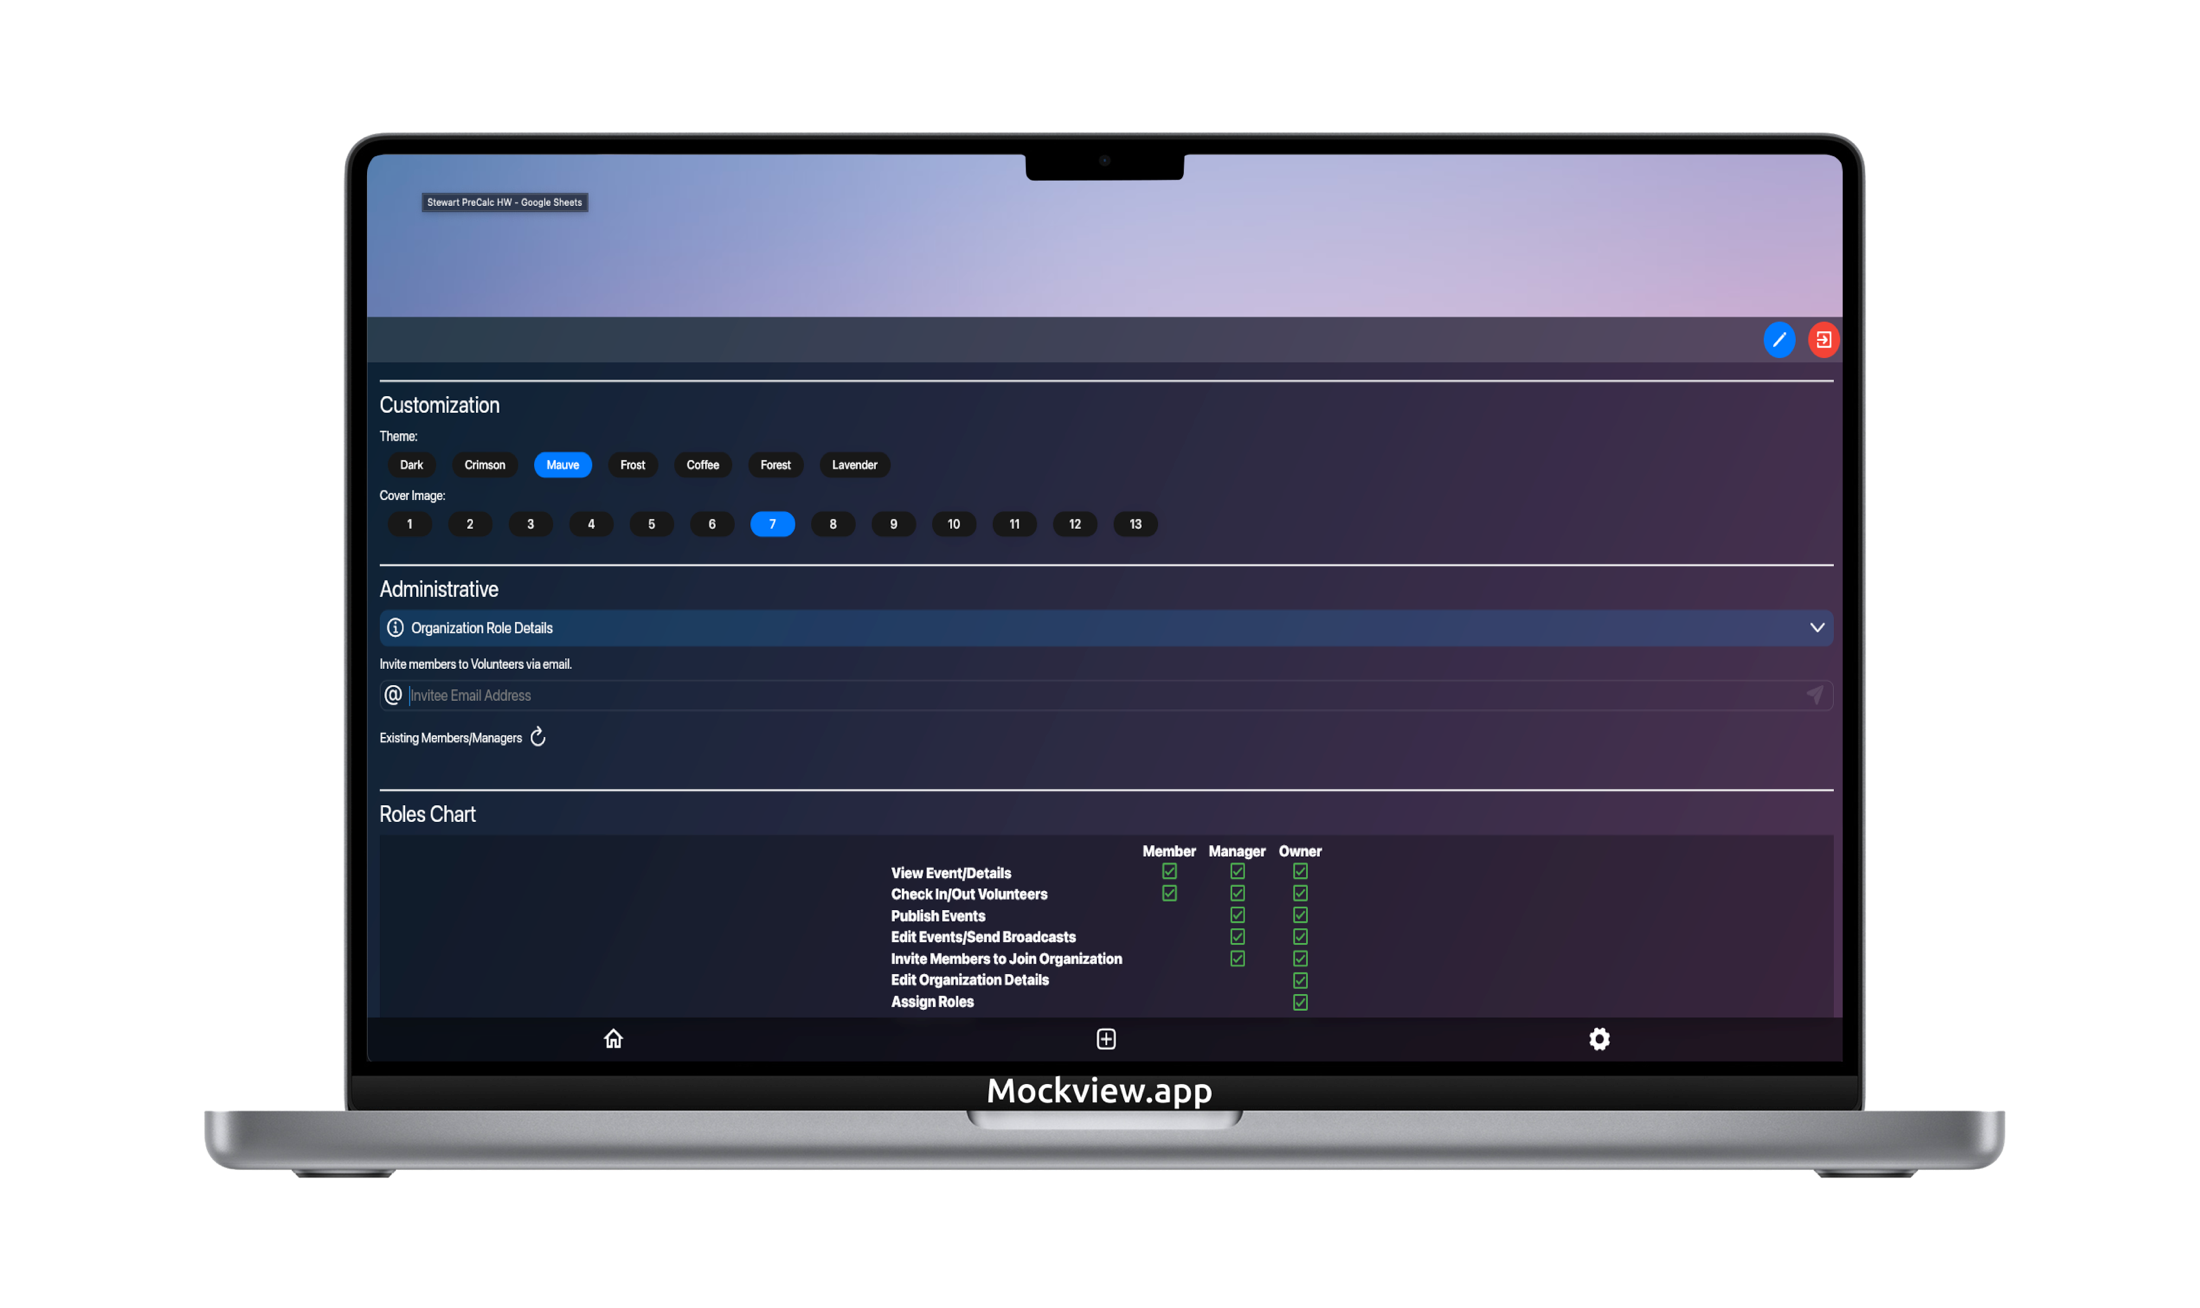 Stewart PreCalc HW - Google Sheets
Customization
Theme:
Dark Crimson Mauve Frost Coffee Forest Lavender
Cover Image:
1 2 3 4 5 6 7 8 9 10 11 12 13
Administrative
Organization Role Details
Invite members to Volunteers via email.
@ Invitee Email Address
Existing Members/Managers
Roles Chart
Member Manager Owner
View Event/Details
Check In/Out Volunteers
Publish Events
Edit Events/Send Broadcasts
Invite Members to Join Organization
Edit Organization Details
Assign Roles
Mockview.app